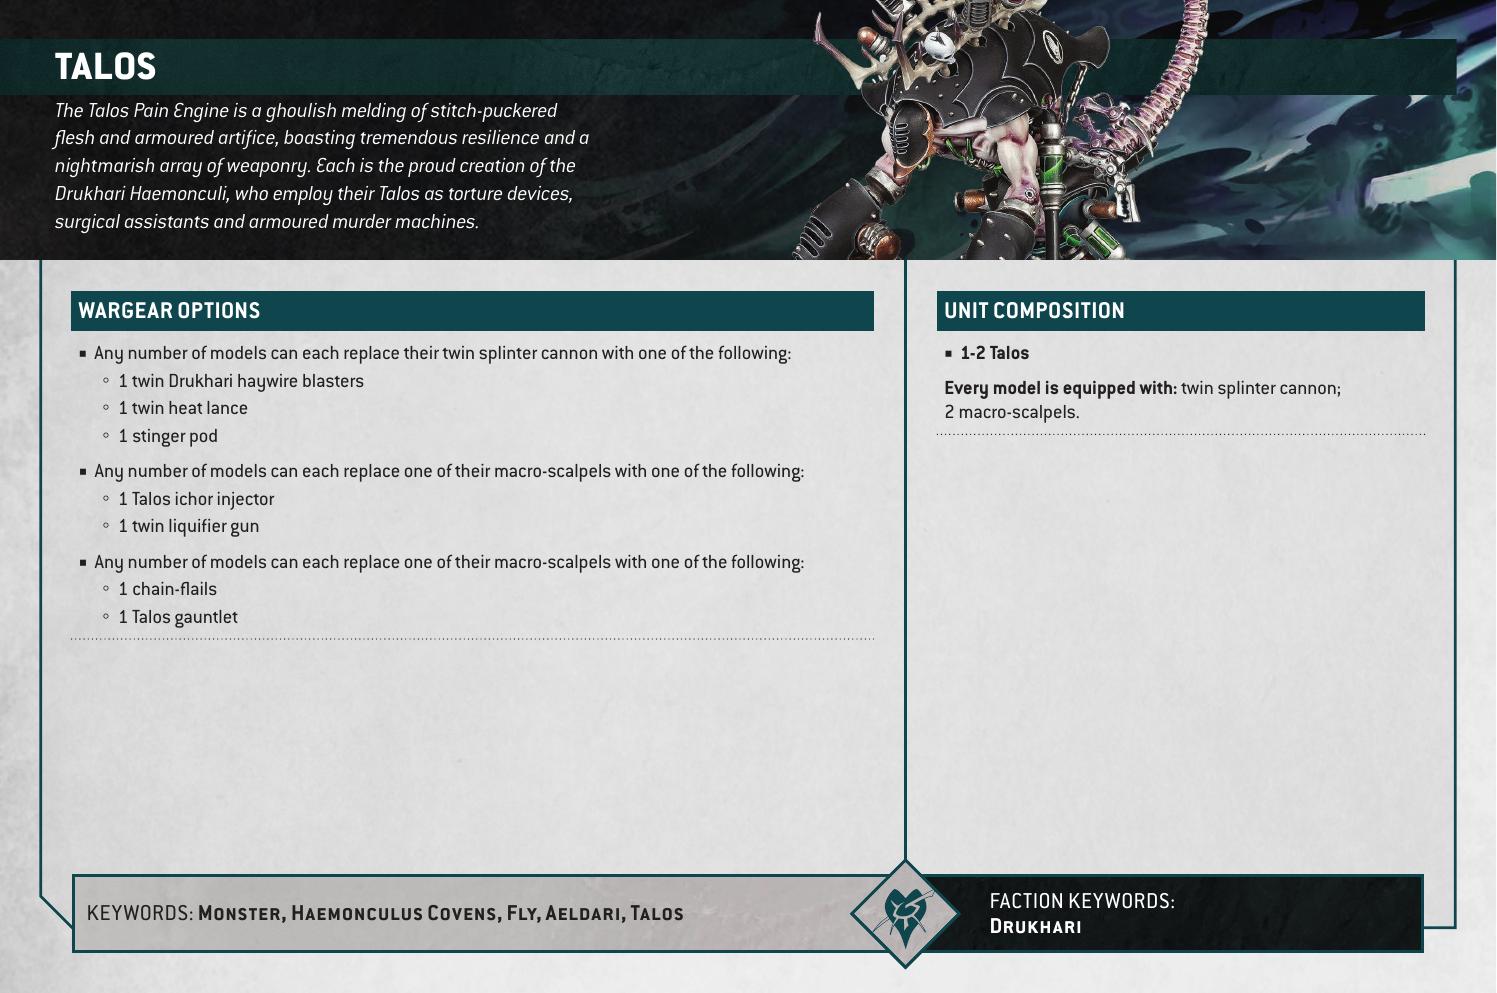 TALOS
The Talos Pain Engine is a ghoulish melding of stitch-puckered
flesh and armoured artifice, boasting tremendous resilience and a
nightmarish array of weaponry. Each is the proud creation of the
Drukhari Haemonculi, who employ their Talos as torture devices,
surgical assistants and armoured murder machines.
WARGEAR OPTIONS
▪ Any number of models can each replace their twin splinter cannon with one of the following:
◦ 1 twin Drukhari haywire blasters
◦ 1 twin heat lance
◦ 1 stinger pod
▪ Any number of models can each replace one of their macro-scalpels with one of the following:
◦ 1 Talos ichor injector
◦ 1 twin liquifier gun
▪ Any number of models can each replace one of their macro-scalpels with one of the following:
◦ 1 chain-flails
◦ 1 Talos gauntlet
UNIT COMPOSITION
▪ 1-2 Talos
Every model is equipped with: twin splinter cannon;
2 macro-scalpels.
KEYWORDS: Monster, Haemonculus Covens, Fly, Aeldari, Talos
FACTION KEYWORDS:
Drukhari